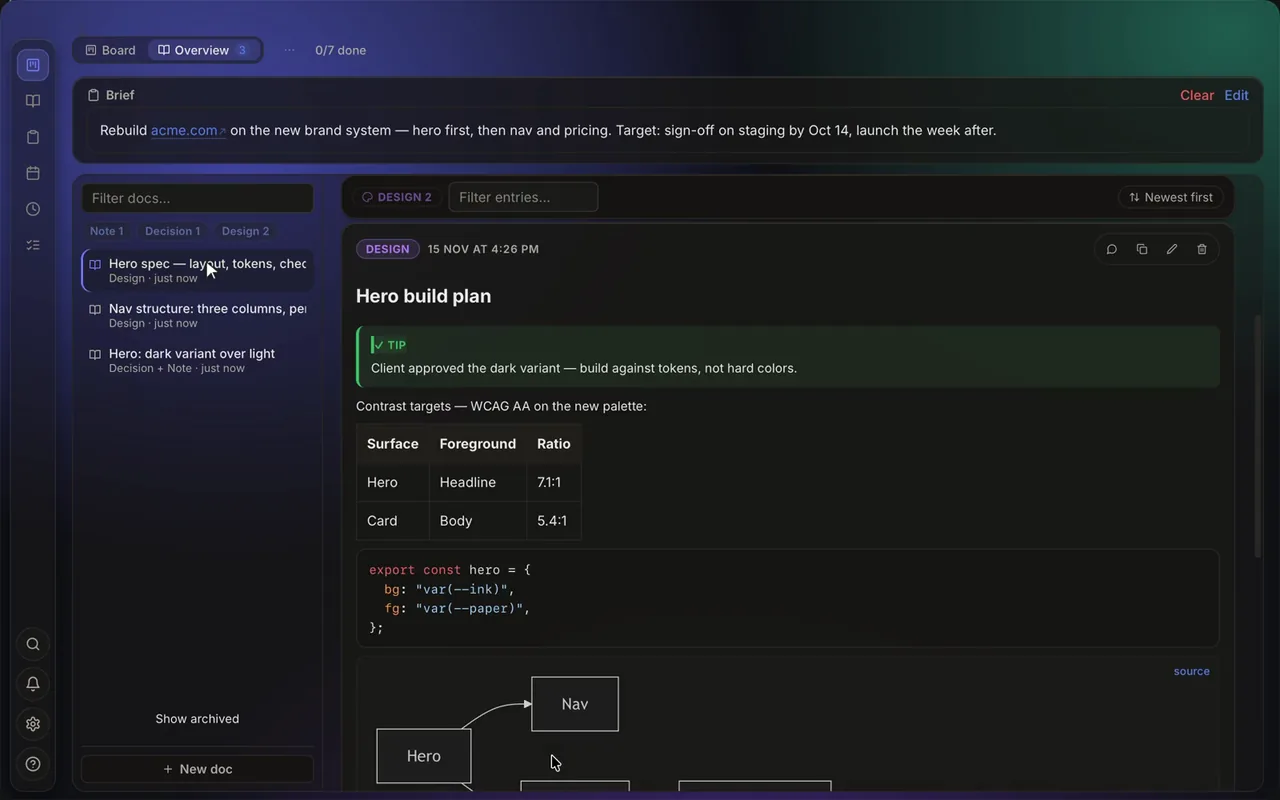 Board
Overview 3
···
0/7 done
Brief
Clear
Edit
Rebuild acme.com↗ on the new brand system — hero first, then nav and pricing. Target: sign-off on staging by Oct 14, launch the week after.
Filter docs...
Note 1
Decision 1
Design 2
Hero spec — layout, tokens, chec
Design · just now
Nav structure: three columns, per
Design · just now
Hero: dark variant over light
Decision + Note · just now
Show archived
+ New doc
DESIGN 2
Filter entries...
Newest first
DESIGN 15 NOV AT 4:26 PM
Hero build plan
TIP
Client approved the dark variant — build against tokens, not hard colors.
Contrast targets — WCAG AA on the new palette:
Surface Foreground Ratio
Hero Headline 7.1:1
Card Body 5.4:1
export const hero = {
  bg: "var(--ink)",
  fg: "var(--paper)",
};
source
Nav
Hero